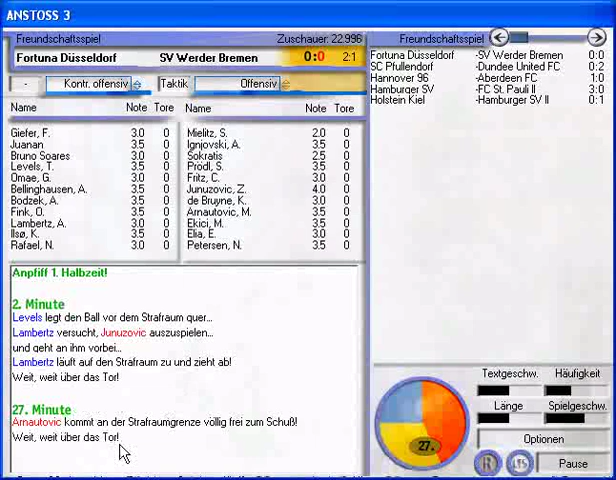 ANSTOSS 3
Freundschaftsspiel Zuschauer: 22.996
Fortuna Düsseldorf SV Werder Bremen 0:0 2:1
- Kontr. offensiv Taktik Offensiv
Name Note Tore Name Note Tore
Giefer, F. 3.0 0 Mielitz, S. 2.0 0
Juanan 3.5 0 Ignjovski, A. 3.5 0
Bruno Soares 3.0 0 Sokratis 2.5 0
Levels, T. 3.5 0 Prödl, S. 3.5 0
Omae, G. 3.0 0 Fritz, C. 3.0 0
Bellinghausen, A. 3.5 0 Junuzovic, Z. 4.0 0
Bodzek, A. 3.5 0 de Bruyne, K. 3.0 0
Fink, O. 3.5 0 Arnautovic, M. 3.5 0
Lambertz, A. 3.0 0 Ekici, M. 3.5 0
Ilsø, K. 3.5 0 Elia, E. 3.0 0
Rafael, N. 3.0 0 Petersen, N. 3.5 0
Anpfiff 1. Halbzeit!
2. Minute
Levels legt den Ball vor dem Strafraum quer...
Lambertz versucht, Junuzovic auszuspielen...
und geht an ihm vorbei...
Lambertz läuft auf den Strafraum zu und zieht ab!
Weit, weit über das Tor!
27. Minute
Arnautovic kommt an der Strafraumgrenze völlig frei zum Schuß!
Weit, weit über das Tor!
Freundschaftsspiel
Fortuna Düsseldorf -SV Werder Bremen 0:0
SC Pfullendorf -Dundee United FC 0:2
Hannover 96 -Aberdeen FC 1:0
Hamburger SV -FC St. Pauli II 3:0
Holstein Kiel -Hamburger SV II 0:1
27.
Textgeschw. Häufigkeit
Länge Spielgeschw.
Optionen
R Pause